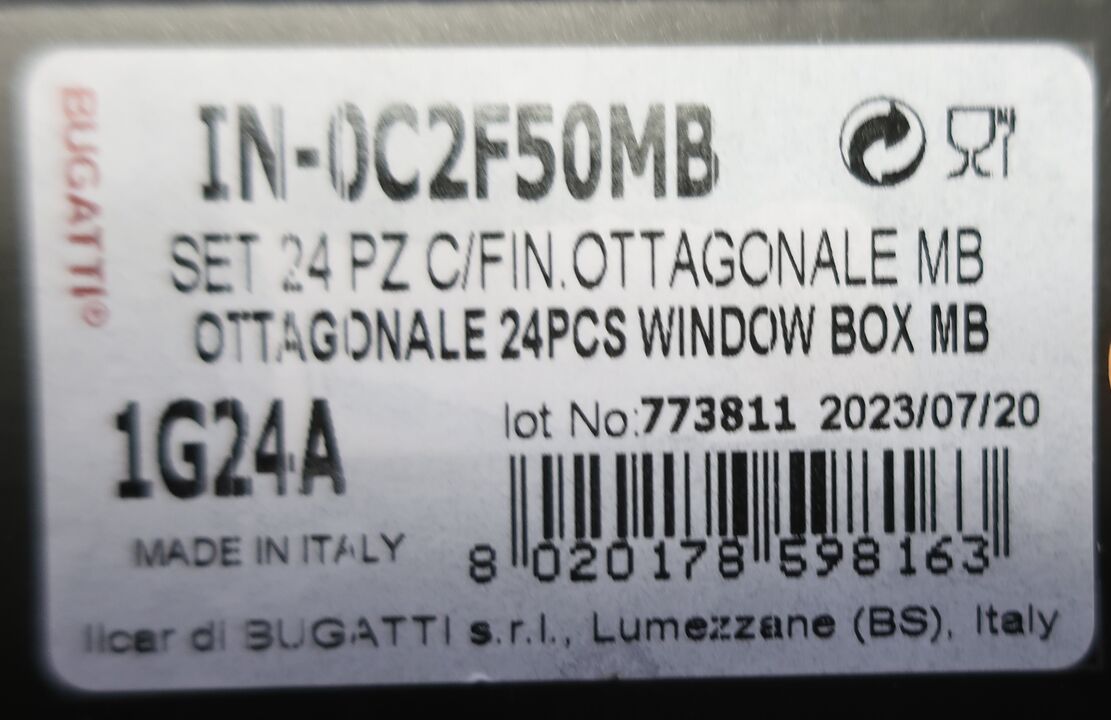 BUGATTI®
IN-0C2F50MB
SET 24 PZ C/FIN.OTTAGONALE MB
OTTAGONALE 24PCS WINDOW BOX MB
1G24A
lot No:773811 2023/07/20
MADE IN ITALY
8 020178 598163
Ilcar di BUGATTI s.r.l., Lumezzane (BS), Italy